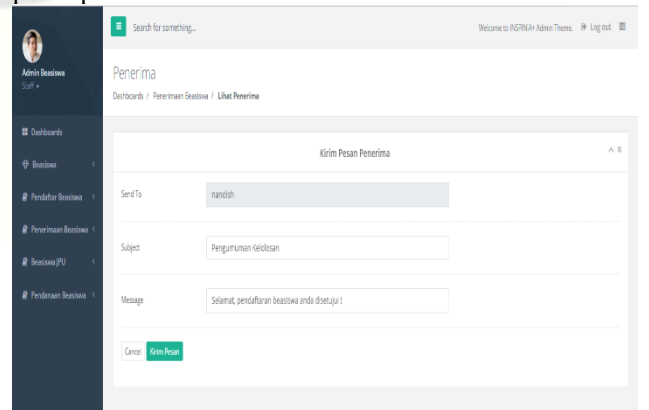 Search for something...
Welcome to INSPINIA+ Admin Theme.
Log out
Admin Beasiswa
Staff
Penerima
Dashboards / Penerimaan Beasiswa / Lihat Penerima
Dashboards
Beasiswa
Pendaftar Beasiswa
Penerimaan Beasiswa
Beasiswa JPU
Pendanaan Beasiswa
Kirim Pesan Penerima
Send To
nandish
Subject
Pengumuman Kelolosan
Message
Selamat, pendaftaran beasiswa anda disetujui !
Cancel
Kirim Pesan